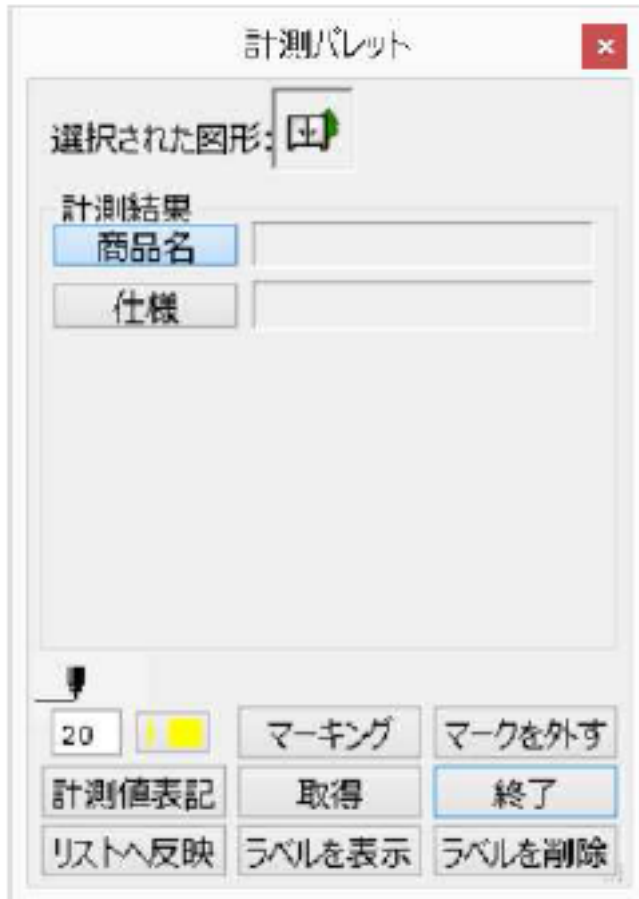 計測パレット
選択された図形:
計測結果
商品名
仕様
20 マーキング マークを外す
計測値表記 取得 終了
リストへ反映 ラベルを表示 ラベルを削除